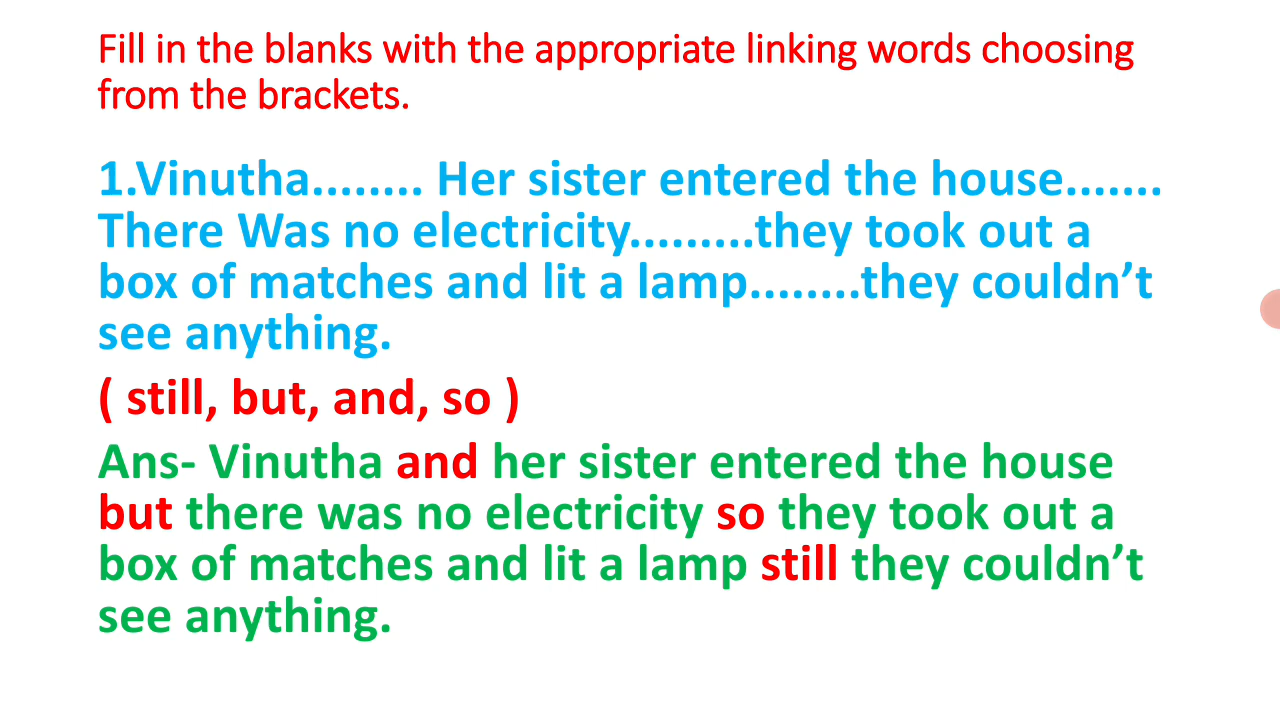 Fill in the blanks with the appropriate linking words choosing
from the brackets.
1.Vinutha........ Her sister entered the house.......
There Was no electricity.........they took out a
box of matches and lit a lamp........they couldn’t
see anything.
( still, but, and, so )
Ans- Vinutha and her sister entered the house
but there was no electricity so they took out a
box of matches and lit a lamp still they couldn’t
see anything.